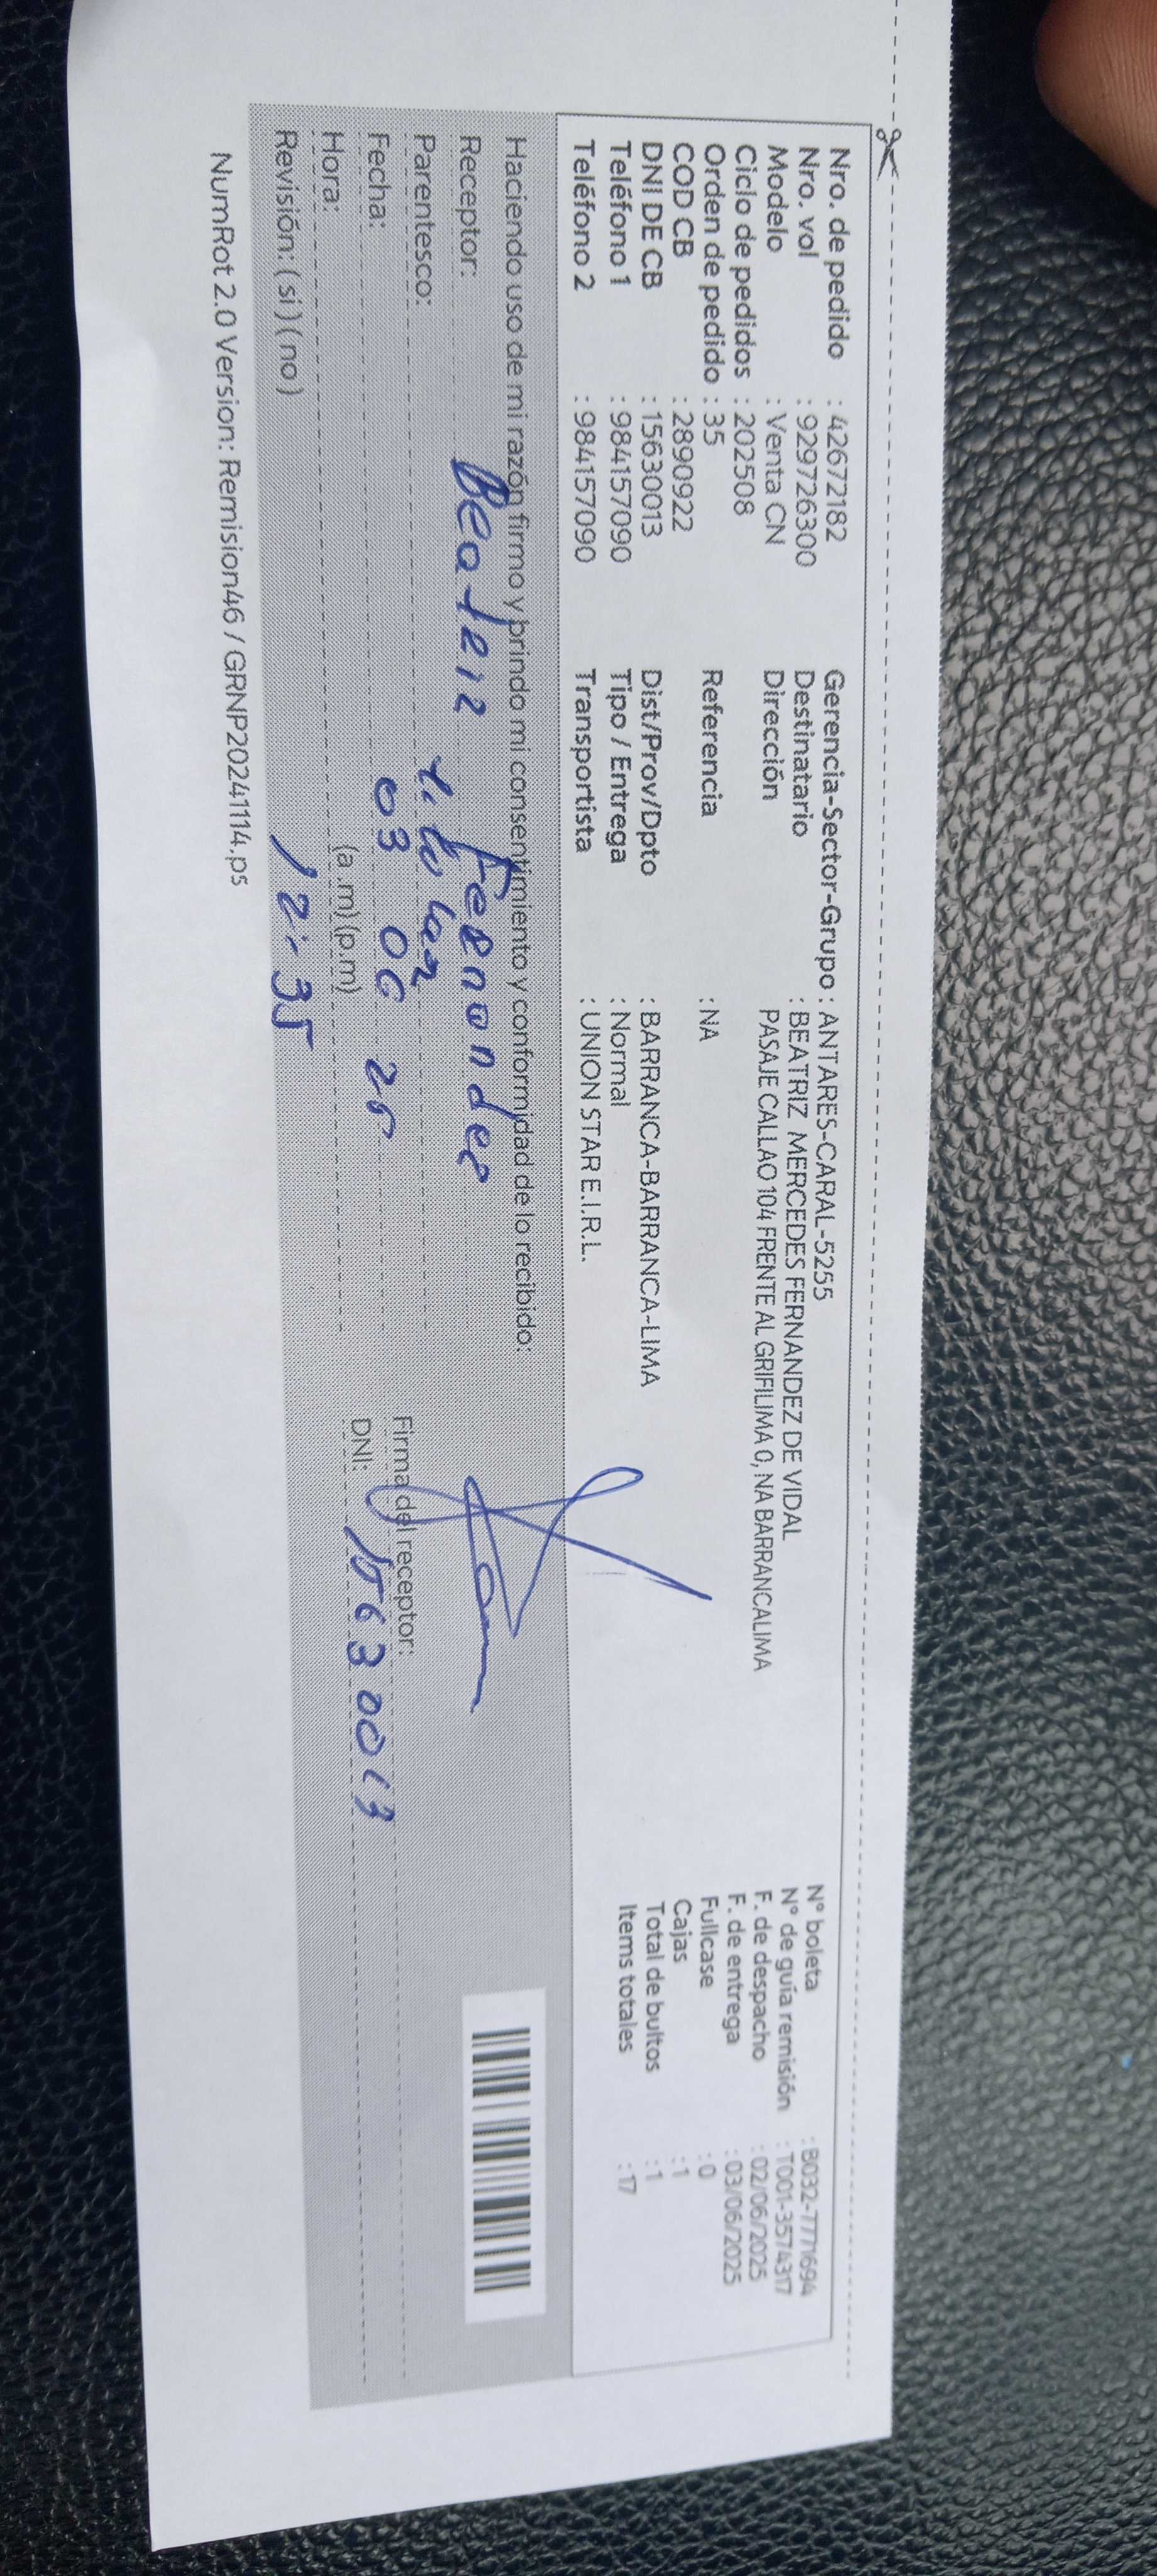 Nro. de pedido : 42672182
Nro. vol : 929726300
Modelo : Venta CN
Ciclo de pedidos : 202508
Orden de pedido : 35
COD CB : 2890922
DNI DE CB : 15630013
Teléfono 1 : 984157090
Teléfono 2 : 984157090
Gerencia-Sector-Grupo : ANTARES-CARAL-5255
Destinatario : BEATRIZ MERCEDES FERNANDEZ DE VIDAL
Dirección PASAJE CALLAO 104 FRENTE AL GRIFILIMA 0, NA BARRANCALIMA
Referencia : NA
Dist/Prov/Dpto : BARRANCA-BARRANCA-LIMA
Tipo / Entrega : Normal
Transportista : UNION STAR E.I.R.L.
N° boleta : B032-7771694
N° de guía remisión : T001-3574317
F. de despacho : 02/06/2025
F. de entrega : 03/06/2025
Fullcase : 0
Cajas : 1
Total de bultos : 1
Items totales : 17
Haciendo uso de mi razón firmo y brindo mi consentimiento y conformidad de lo recibido:
Receptor: Beatriz Fernandes
Parentesco: titular
Fecha: 03 06 25
Hora: (a.m) (p.m)
Revisión: (si) (no) 12:35
Firma del receptor:
DNI: 15630013
NumRot 2.0 Version: Remision46 / GRNP20241114.ps